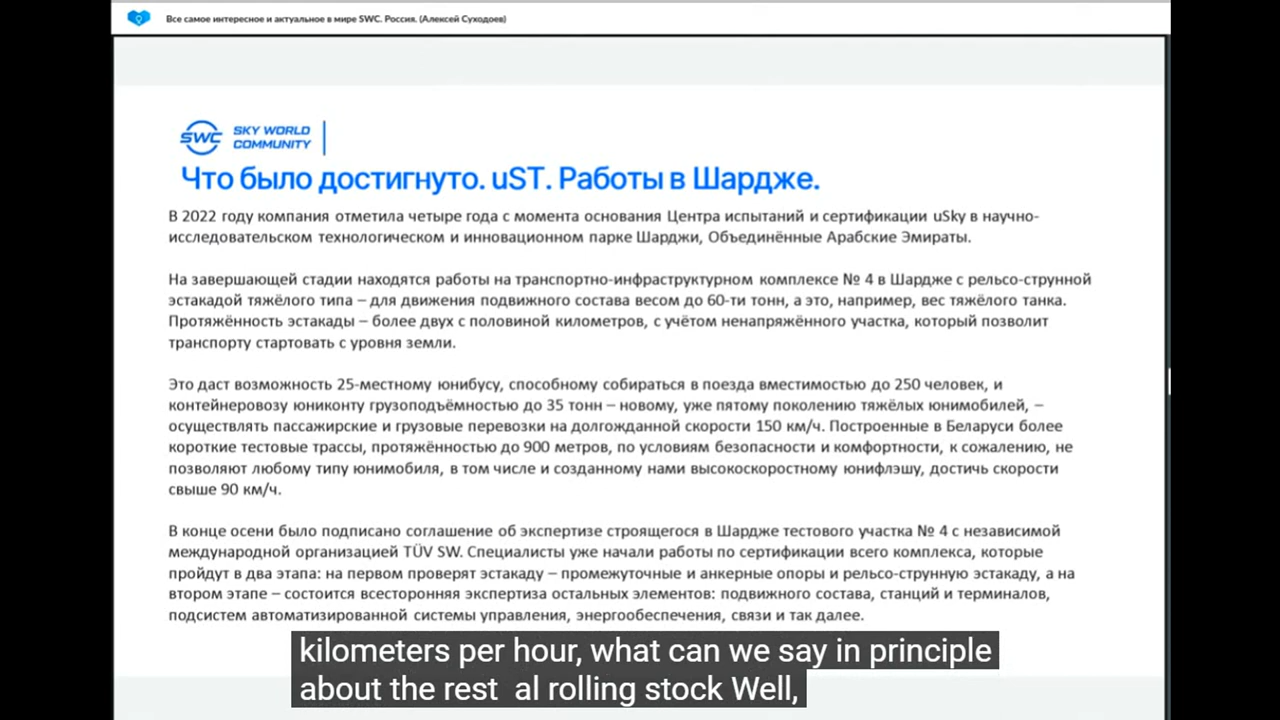 Все самое интересное и актуальное в мире SWC. Россия. (Алексей Суходоев)
SWC SKY WORLD
COMMUNITY
Что было достигнуто. uST. Работы в Шардже.
В 2022 году компания отметила четыре года с момента основания Центра испытаний и сертификации uSky в научно-
исследовательском технологическом и инновационном парке Шарджи, Объединённые Арабские Эмираты.
На завершающей стадии находятся работы на транспортно-инфраструктурном комплексе № 4 в Шардже с рельсо-струнной
эстакадой тяжёлого типа – для движения подвижного состава весом до 60-ти тонн, а это, например, вес тяжёлого танка.
Протяжённость эстакады – более двух с половиной километров, с учётом ненапряжённого участка, который позволит
транспорту стартовать с уровня земли.
Это даст возможность 25-местному юнибусу, способному собираться в поезда вместимостью до 250 человек, и
контейнеровозу юниконту грузоподъёмностью до 35 тонн – новому, уже пятому поколению тяжёлых юнимобилей, –
осуществлять пассажирские и грузовые перевозки на долгожданной скорости 150 км/ч. Построенные в Беларуси более
короткие тестовые трассы, протяжённостью до 900 метров, по условиям безопасности и комфортности, к сожалению, не
позволяют любому типу юнимобиля, в том числе и созданному нами высокоскоростному юнифлэшу, достичь скорости
свыше 90 км/ч.
В конце осени было подписано соглашение об экспертизе строящегося в Шардже тестового участка № 4 с независимой
международной организацией TÜV SW. Специалисты уже начали работы по сертификации всего комплекса, которые
пройдут в два этапа: на первом проверят эстакаду – промежуточные и анкерные опоры и рельсо-струнную эстакаду, а на
втором этапе – состоится всесторонняя экспертиза остальных элементов: подвижного состава, станций и терминалов,
подсистем автоматизированной системы управления, энергообеспечения, связи и так далее.
kilometers per hour, what can we say in principle
about the rest al rolling stock Well,